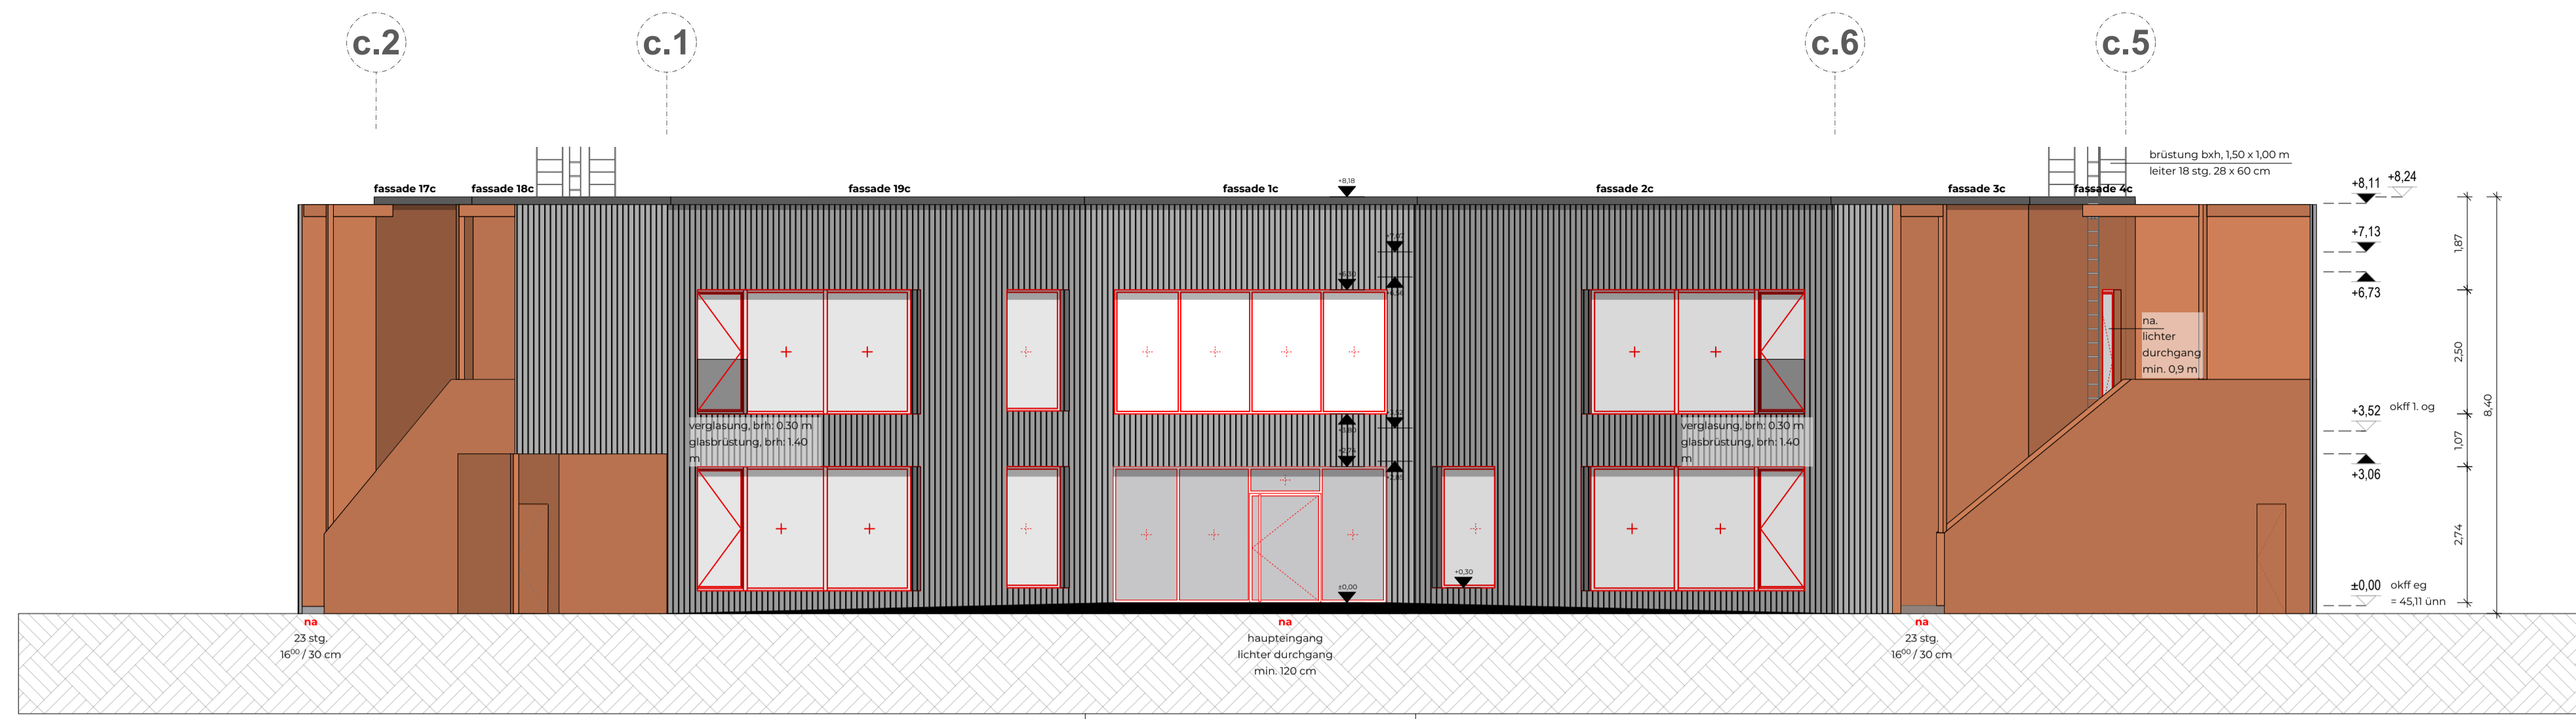 c.2
c.1
c.6
c.5
brüstung bxh, 1,50 x 1,00 m
leiter 18 stg. 28 x 60 cm
fassade 17c
fassade 18c
fassade 19c
fassade 1c
fassade 2c
fassade 3c
fassade 4c
+8,18
+8,11
+8,24
+7,13
+6,73
+3,52
okff 1. og
+3,06
±0,00
okff eg
= 45,11 ünn
1,87
2,50
1,07
2,74
8,40
+6,30
na.
lichter
durchgang
min. 0,9 m
verglasung, brh: 0.30 m
glasbrüstung, brh: 1.40
m
verglasung, brh: 0.30 m
glasbrüstung, brh: 1.40
m
+2,74
+0,30
±0,00
na
23 stg.
16⁰⁰ / 30 cm
na
haupteingang
lichter durchgang
min. 120 cm
na
23 stg.
16⁰⁰ / 30 cm